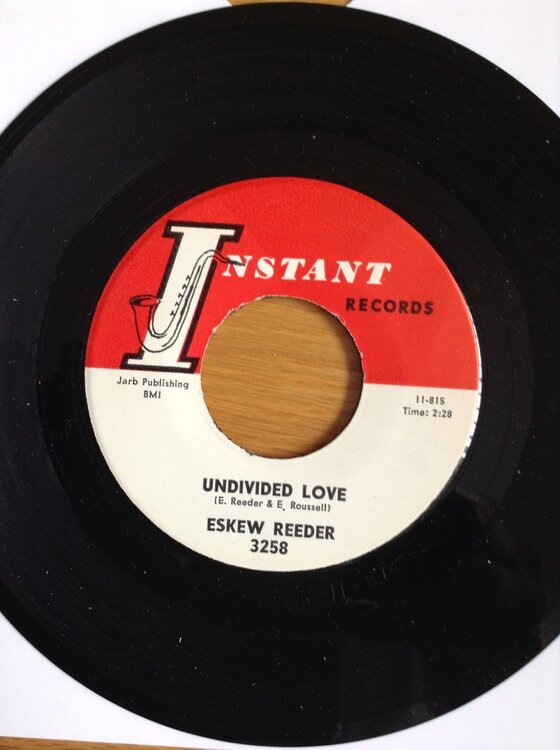 INSTANT
RECORDS
Jarb Publishing
BMI
11-815
Time: 2:28
UNDIVIDED LOVE
(E. Reeder & E. Roussell)
ESKEW REEDER
3258